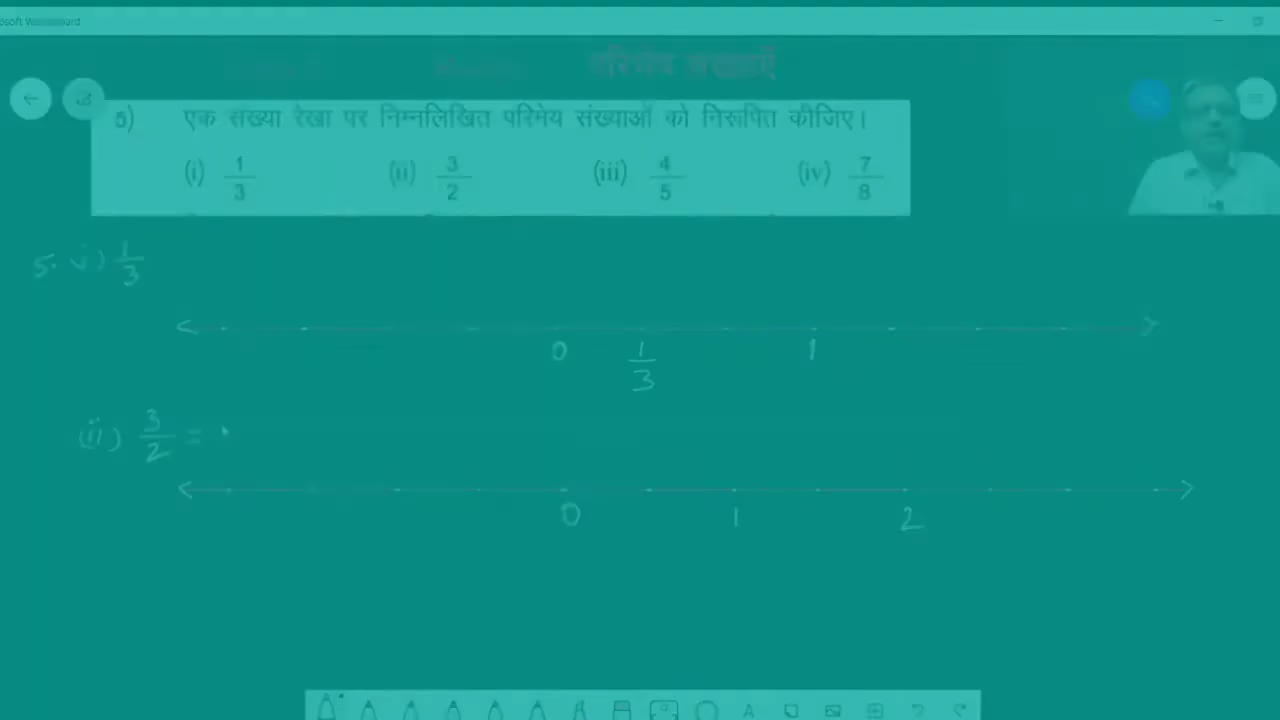 परिमेय संख्याएँ
5) एक संख्या रेखा पर निम्नलिखित परिमेय संख्याओं को निरूपित कीजिए।
(i) 1/3 (ii) 3/2 (iii) 4/5 (iv) 7/8
5. i) 1/3
0 1/3 1
(ii) 3/2 =
0 1 2